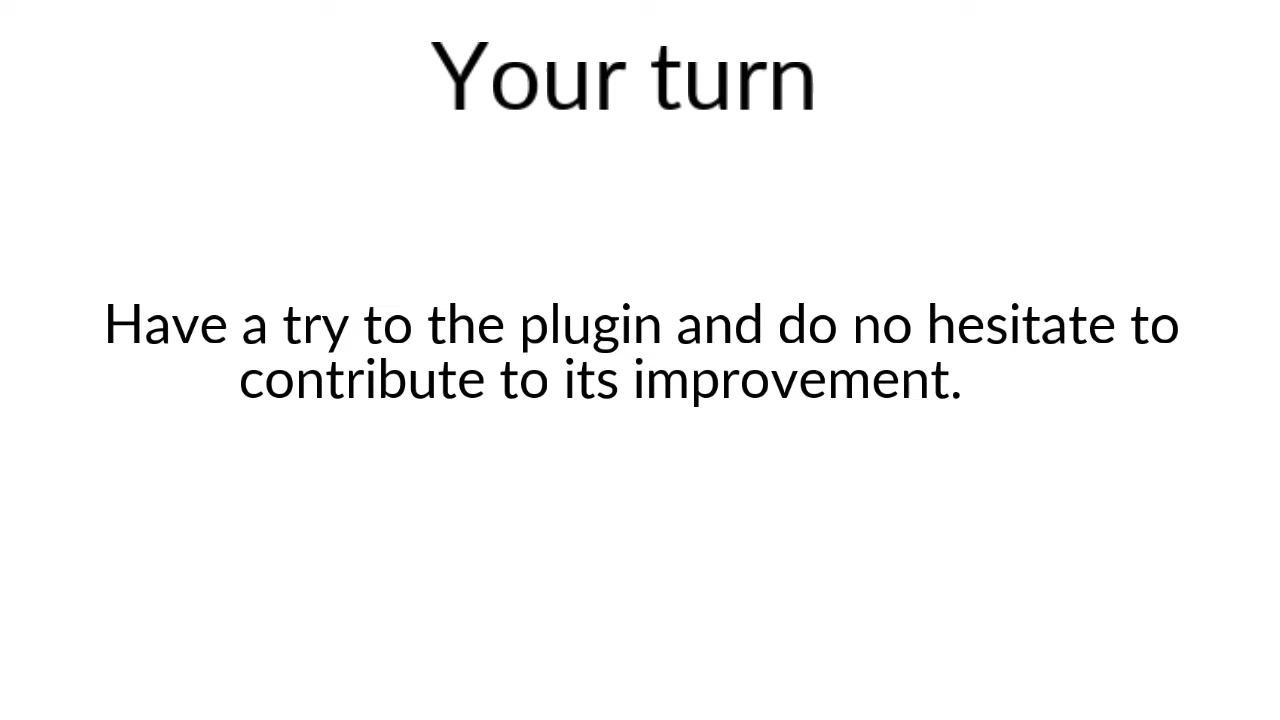 Your turn
Have a try to the plugin and do no hesitate to
contribute to its improvement.